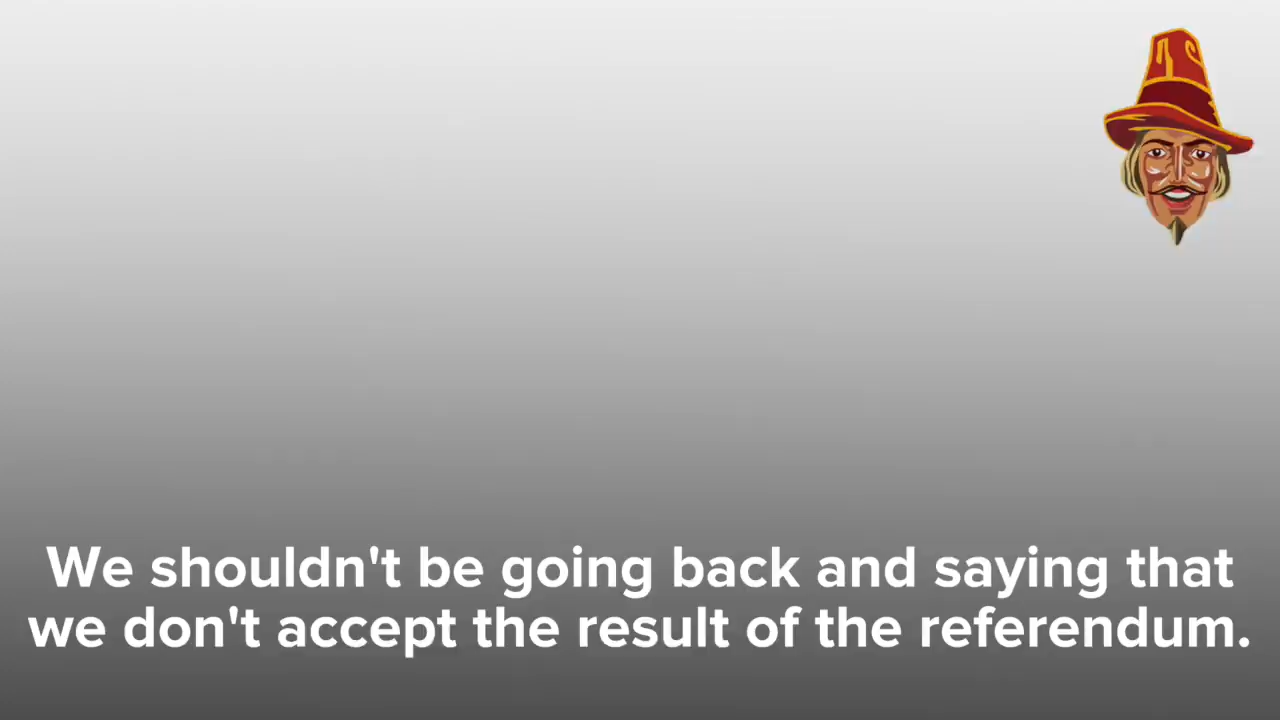 We shouldn't be going back and saying that
we don't accept the result of the referendum.